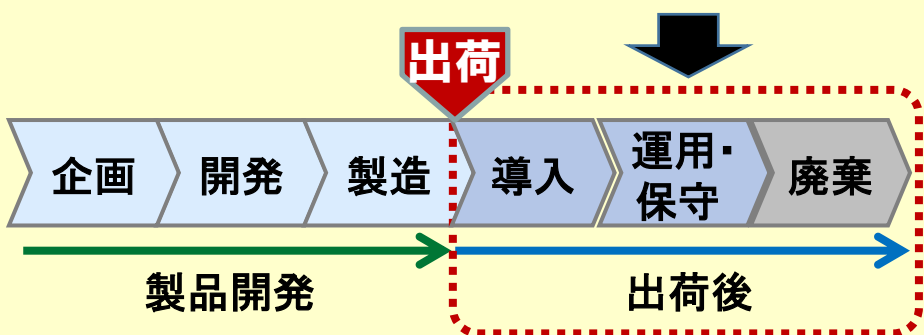 出荷
企画
開発
製造
導入
運用・
保守
廃棄
製品開発
出荷後